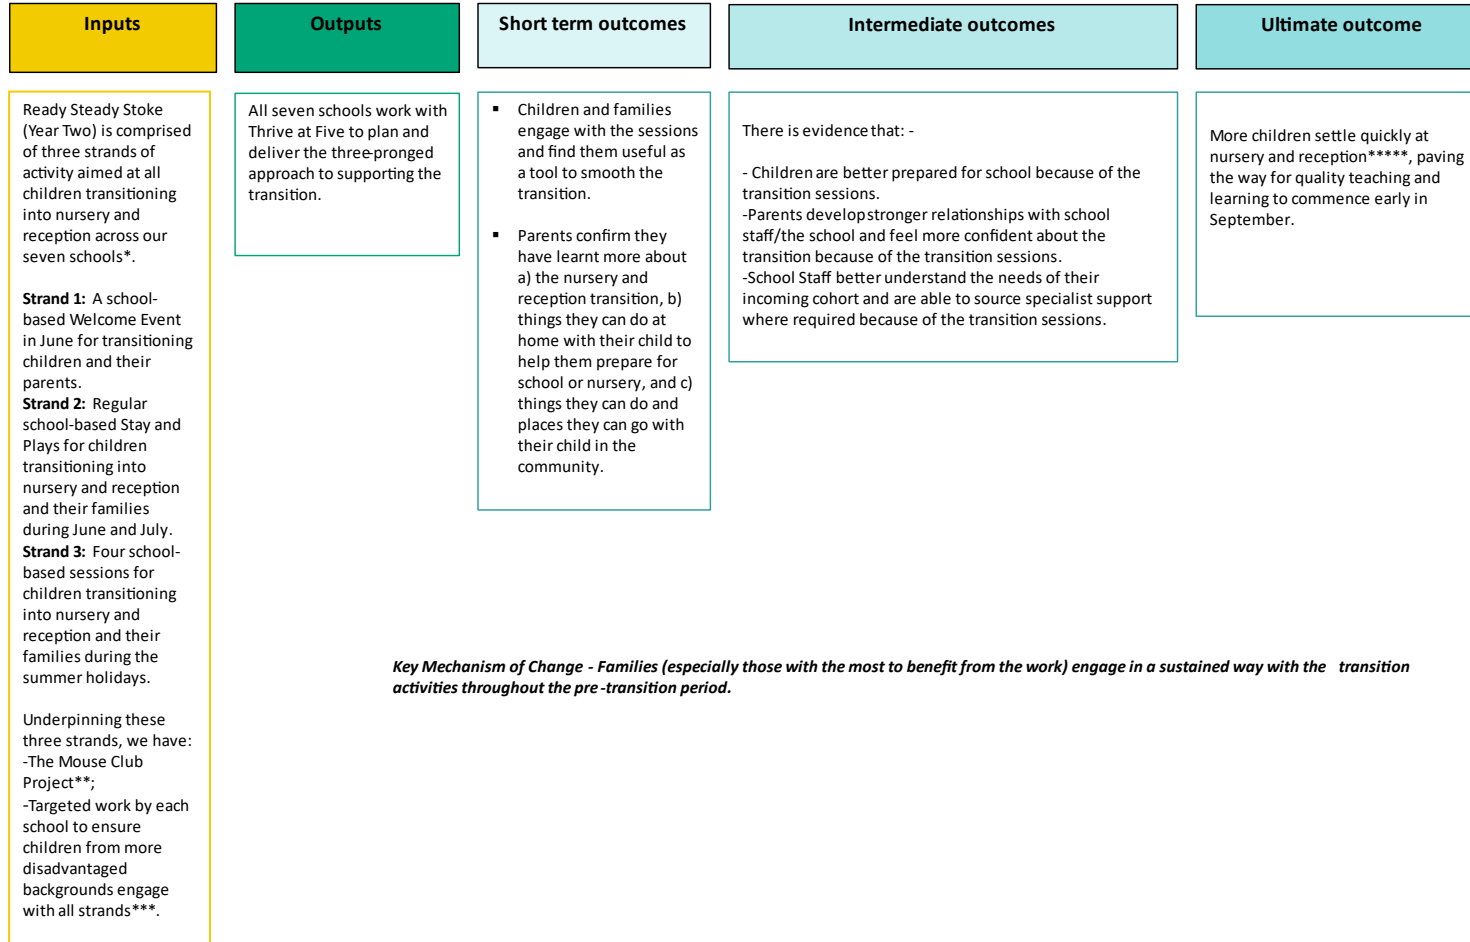 Inputs
Outputs
Short term outcomes
Intermediate outcomes
Ultimate outcome
Ready Steady Stoke
(Year Two) is comprised
of three strands of
activity aimed at all
children transitioning
into nursery and
reception across our
seven schools*.
Strand 1: A school-
based Welcome Event
in June for transitioning
children and their
parents.
Strand 2: Regular
school-based Stay and
Plays for children
transitioning into
nursery and reception
and their families
during June and July.
Strand 3: Four school-
based sessions for
children transitioning
into nursery and
reception and their
families during the
summer holidays.
Underpinning these
three strands, we have:
-The Mouse Club
Project**;
-Targeted work by each
school to ensure
children from more
disadvantaged
backgrounds engage
with all strands***.
All seven schools work with
Thrive at Five to plan and
deliver the three-pronged
approach to supporting the
transition.
▪ Children and families
engage with the sessions
and find them useful as
a tool to smooth the
transition.
▪ Parents confirm they
have learnt more about
a) the nursery and
reception transition, b)
things they can do at
home with their child to
help them prepare for
school or nursery, and c)
things they can do and
places they can go with
their child in the
community.
There is evidence that: -
- Children are better prepared for school because of the
transition sessions.
-Parents develop stronger relationships with school
staff/the school and feel more confident about the
transition because of the transition sessions.
-School Staff better understand the needs of their
incoming cohort and are able to source specialist support
where required because of the transition sessions.
More children settle quickly at
nursery and reception*****, paving
the way for quality teaching and
learning to commence early in
September.
Key Mechanism of Change - Families (especially those with the most to benefit from the work) engage in a sustained way with the transition
activities throughout the pre-transition period.